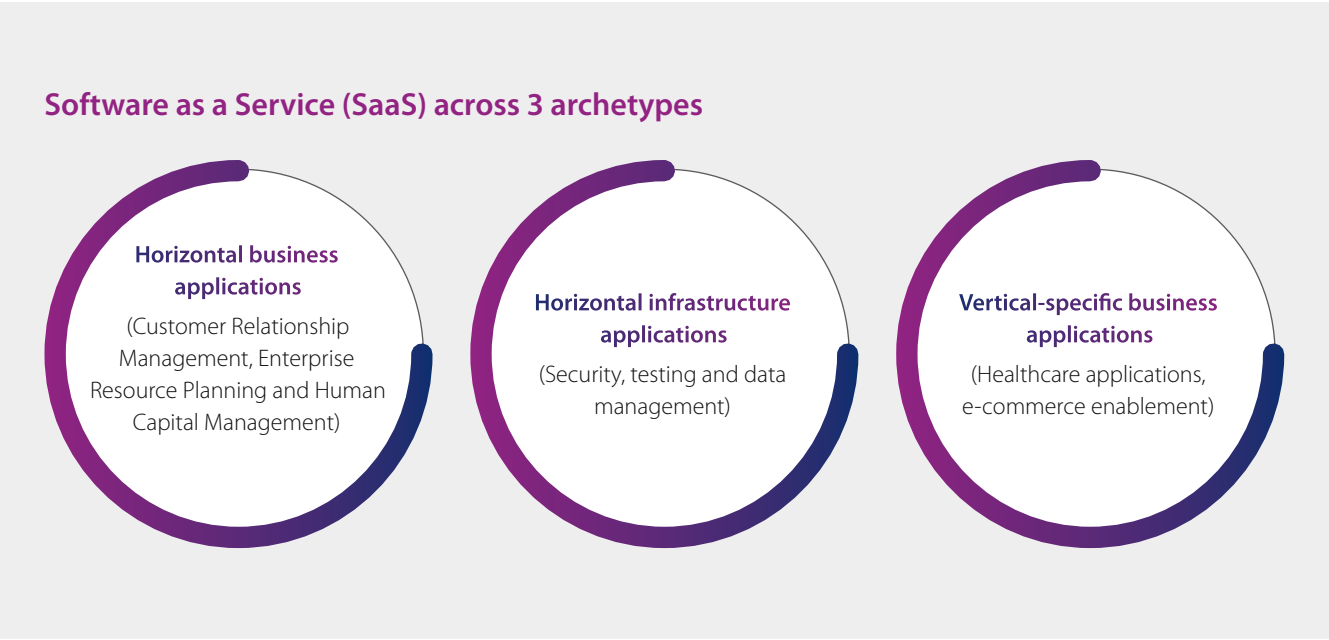 Software as a Service (SaaS) across 3 archetypes
Horizontal business
applications
(Customer Relationship
Management, Enterprise
Resource Planning and Human
Capital Management)
Horizontal infrastructure
applications
(Security, testing and data
management)
Vertical-specific business
applications
(Healthcare applications,
e-commerce enablement)